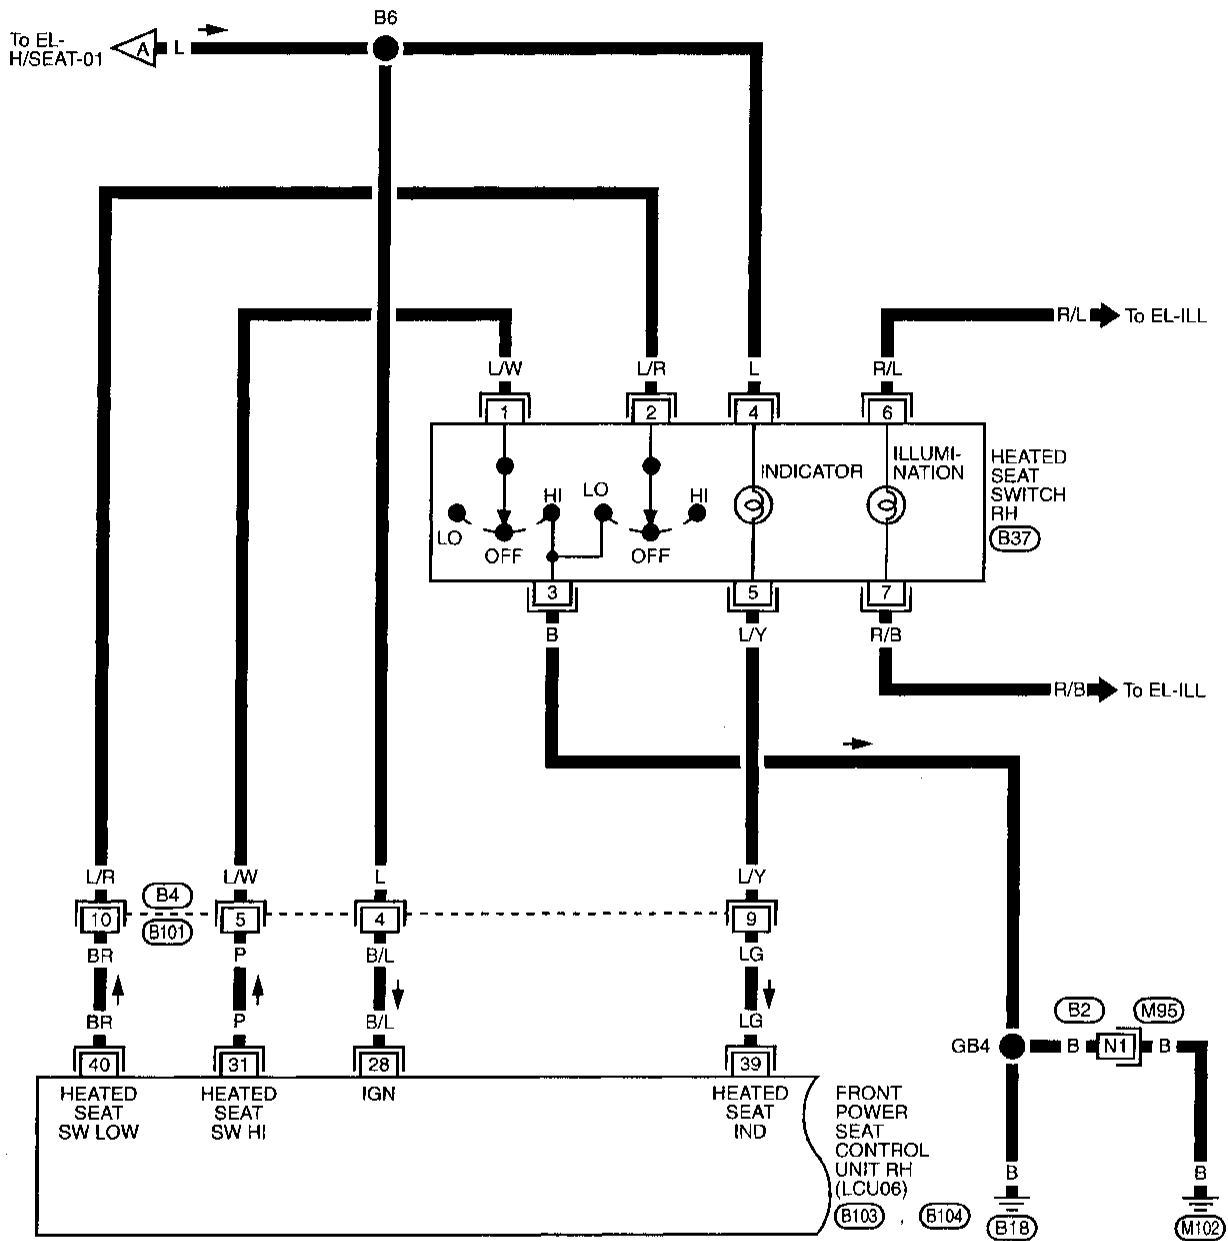 B6
To EL-
H/SEAT-01
A
L
R/L
To EL-ILL
L/W
L/R
L
R/L
1
2
4
6
LO
OFF
HI
LO
OFF
HI
INDICATOR
ILLUMI-
NATION
HEATED
SEAT
SWITCH
RH
B37
3
5
7
B
L/Y
R/B
R/B
To EL-ILL
L/R
L/W
L
L/Y
B4
B101
10
5
4
9
BR
P
B/L
LG
BR
P
B/L
LG
40
31
28
39
HEATED
SEAT
SW LOW
HEATED
SEAT
SW HI
IGN
HEATED
SEAT
IND
FRONT
POWER
SEAT
CONTROL
UNIT RH
(LCU06)
B103 , B104
B2
M95
GB4
B
N1
B
B
B
B18
M102